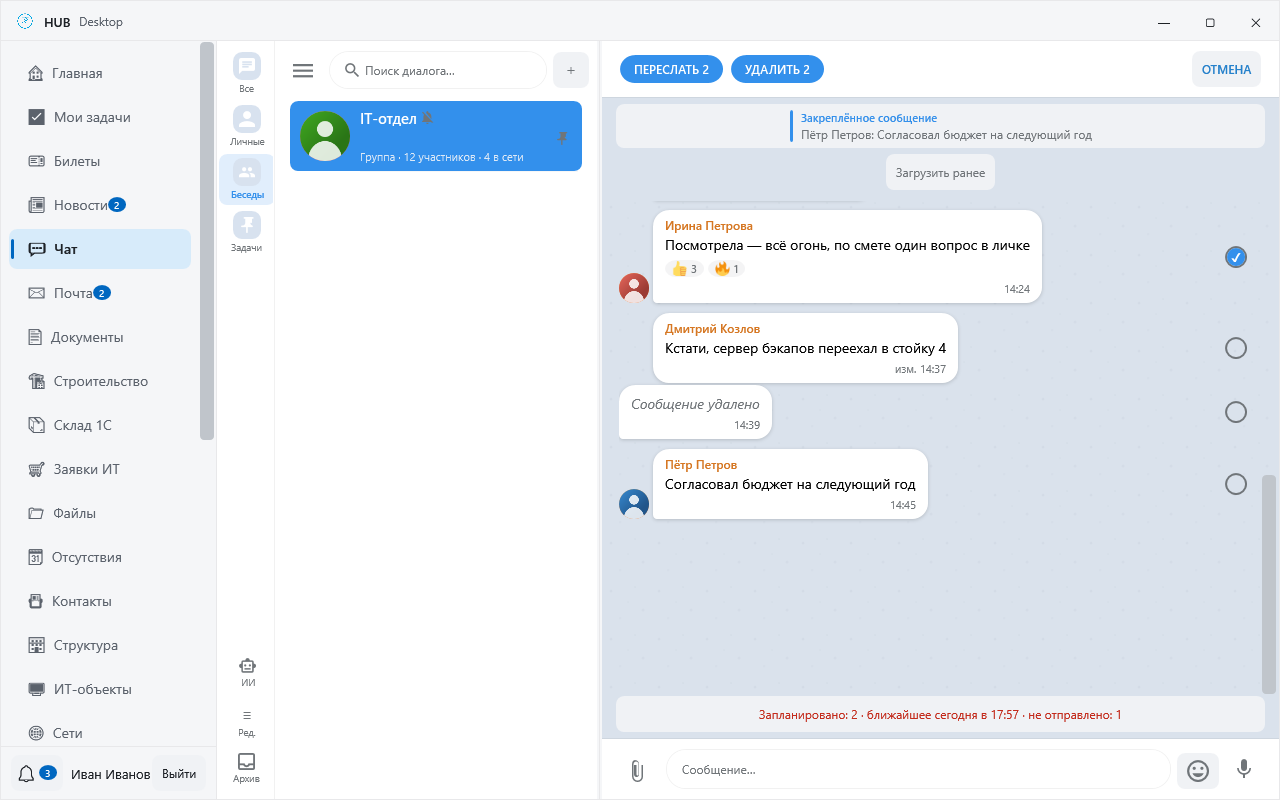 HUB Desktop
Главная
Мои задачи
Билеты
Новости 2
Чат
Почта 2
Документы
Строительство
Склад 1С
Заявки ИТ
Файлы
31 Отсутствия
Контакты
Структура
ИТ-объекты
Сети
3 Иван Иванов Выйти
Все
Личные
Беседы
Задачи
ИИ
Ред.
Архив
Поиск диалога... +
IT-отдел
Группа · 12 участников · 4 в сети
ПЕРЕСЛАТЬ 2 УДАЛИТЬ 2 ОТМЕНА
Закреплённое сообщение
Пётр Петров: Согласовал бюджет на следующий год
Загрузить ранее
Ирина Петрова
Посмотрела — всё огонь, по смете один вопрос в личке
👍 3 🔥 1
14:24
Дмитрий Козлов
Кстати, сервер бэкапов переехал в стойку 4
изм. 14:37
Сообщение удалено
14:39
Пётр Петров
Согласовал бюджет на следующий год
14:45
Запланировано: 2 · ближайшее сегодня в 17:57 · не отправлено: 1
Сообщение...